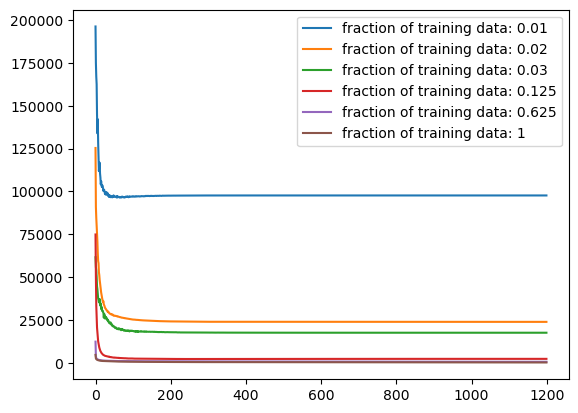 200000
175000
150000
125000
100000
75000
50000
25000
0
0 200 400 600 800 1000 1200
fraction of training data: 0.01
fraction of training data: 0.02
fraction of training data: 0.03
fraction of training data: 0.125
fraction of training data: 0.625
fraction of training data: 1